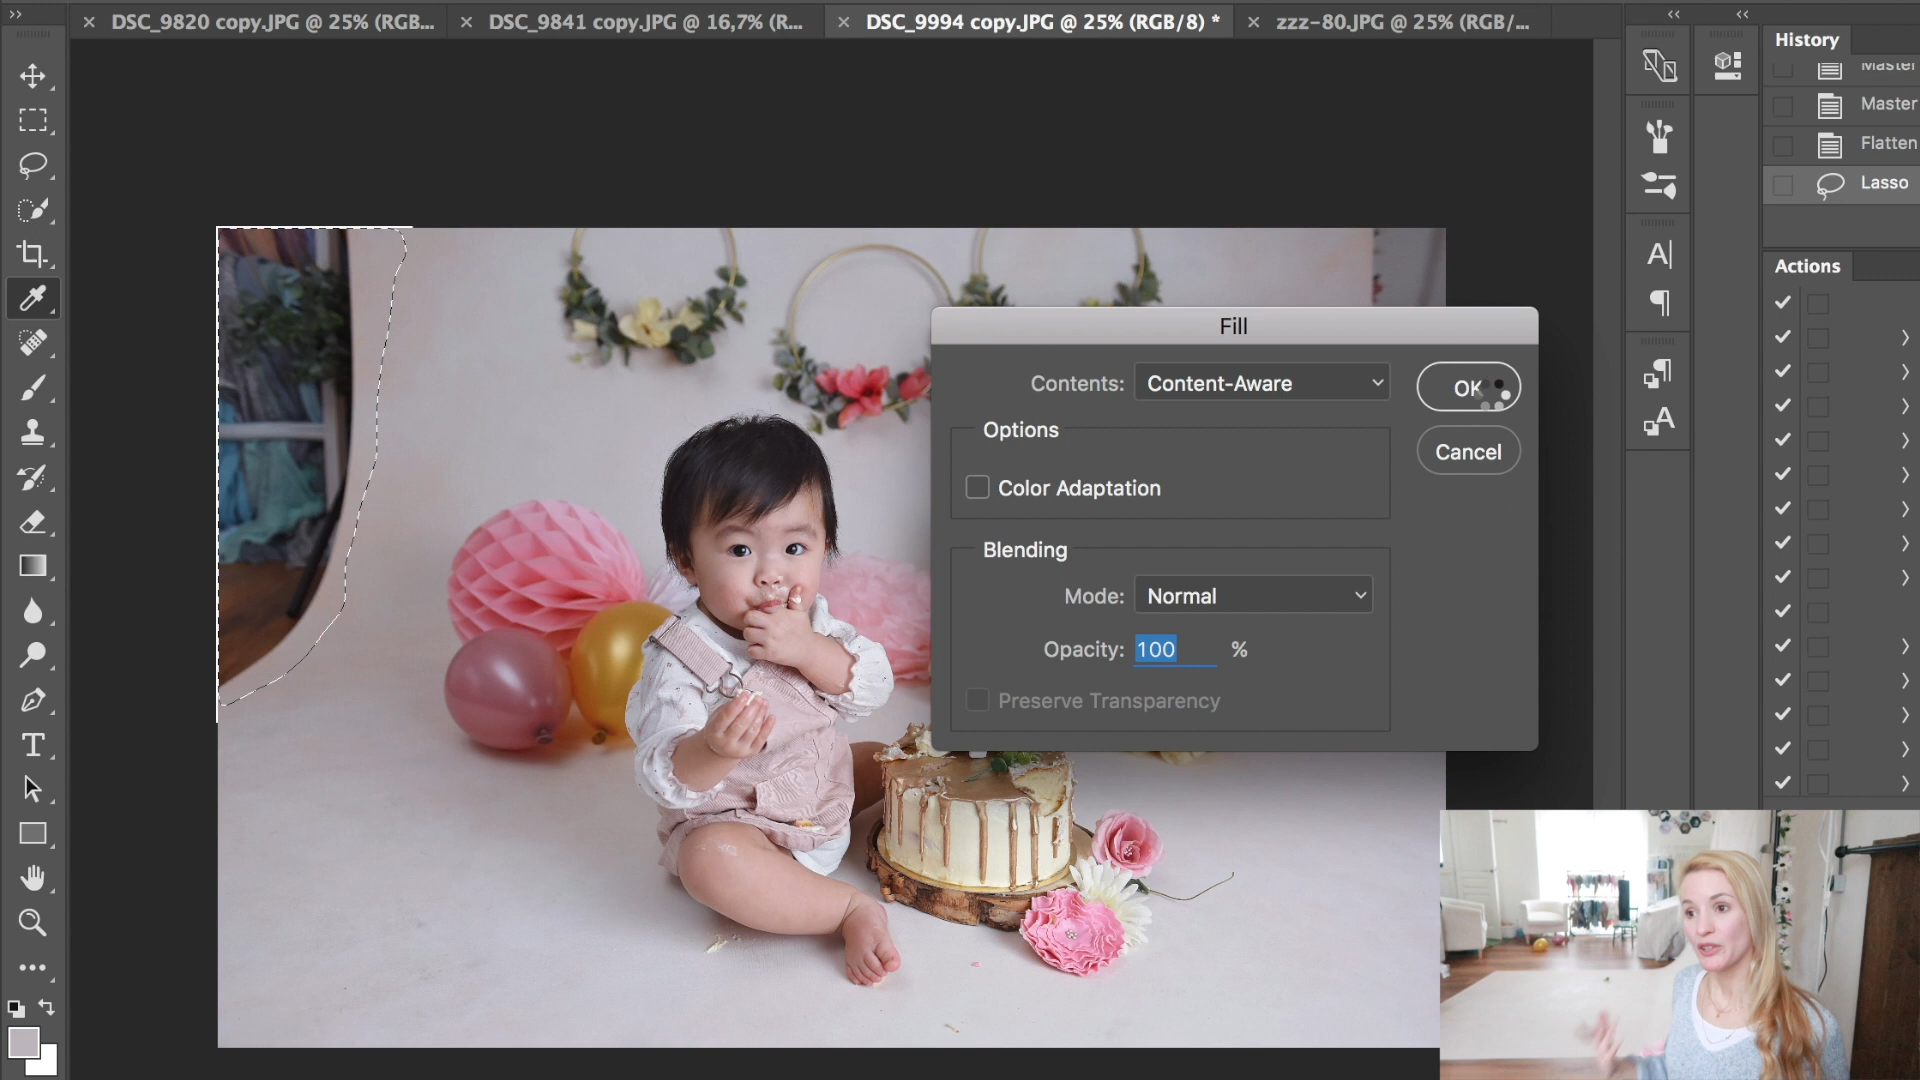 DSC_9820 copy.JPG @ 25% (RGB...
DSC_9841 copy.JPG @ 16,7% (R...
DSC_9994 copy.JPG @ 25% (RGB/8) *
zzz-80.JPG @ 25% (RGB/...
History
Master
Master
Flatten
Lasso
Actions
Fill
Contents: Content-Aware
OK
Cancel
Options
Color Adaptation
Blending
Mode: Normal
Opacity: 100 %
Preserve Transparency